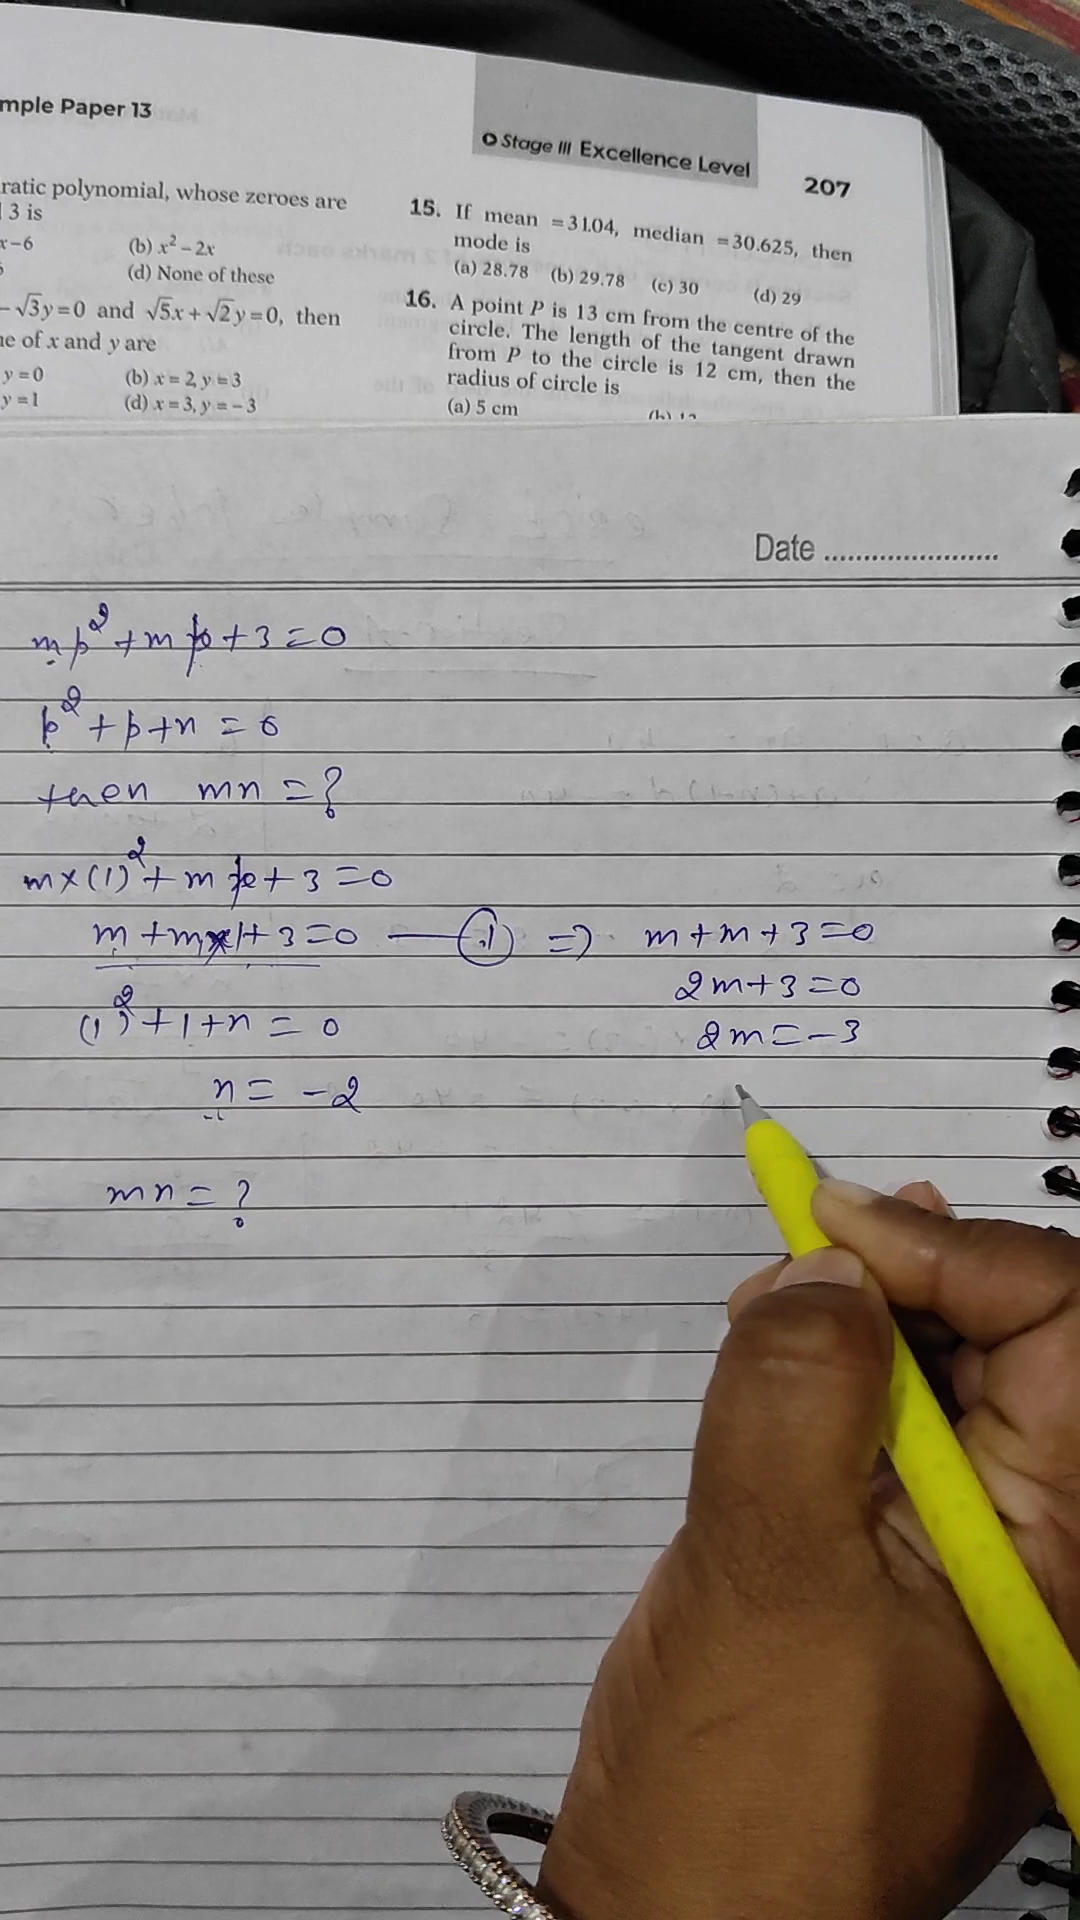 mple Paper 13
Stage III Excellence Level
207
ratic polynomial, whose zeroes are
3 is
x-6
(b) x² - 2x
(d) None of these
-√3y=0 and √5x+√2y=0, then
e of x and y are
y=0
(b) x=2, y=3
y=1
(d) x=3, y=-3
15. If mean =31.04, median =30.625, then
mode is
(a) 28.78 (b) 29.78 (c) 30 (d) 29
16. A point P is 13 cm from the centre of the
circle. The length of the tangent drawn
from P to the circle is 12 cm, then the
radius of circle is
(a) 5 cm
Date ......................
mp² + mp + 3 = 0
p² + p + n = 0
then mn = ?
m×(1)² + m + 3 = 0
m + m×1 + 3 = 0 — (1) ⇒ m + m + 3 = 0
2m + 3 = 0
(1)² + 1 + n = 0
2m = -3
n = -2
mn = ?